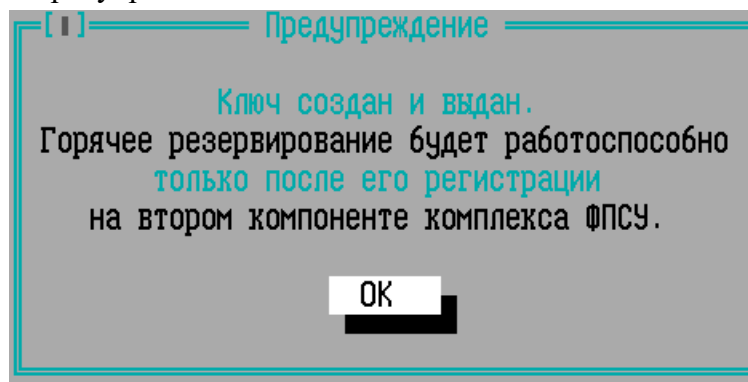 Предупреждение
Ключ создан и выдан.
Горячее резервирование будет работоспособно
только после его регистрации
на втором компоненте комплекса ФПСУ.
OK